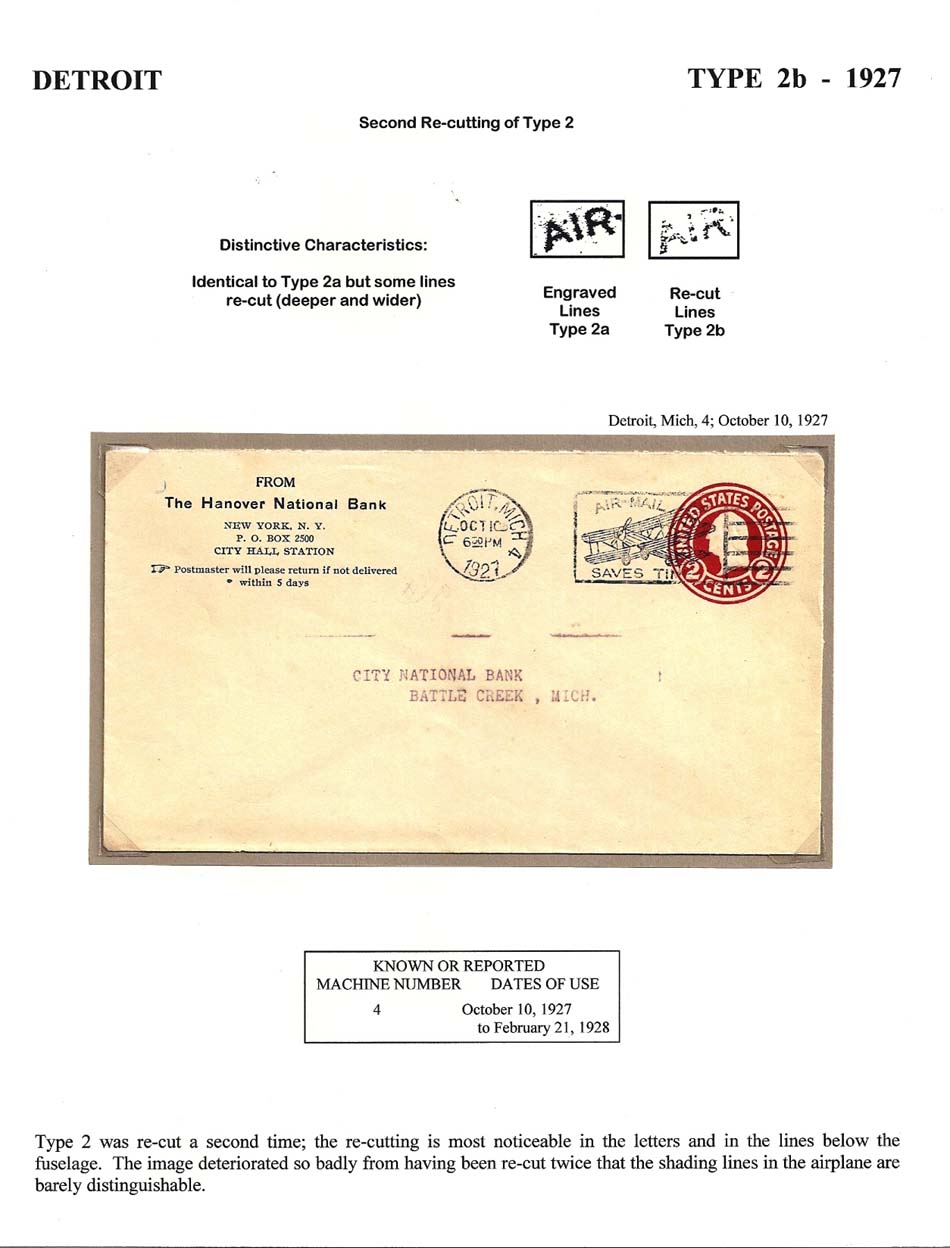 DETROIT
TYPE 2b - 1927
Second Re-cutting of Type 2
Distinctive Characteristics:
Identical to Type 2a but some lines
re-cut (deeper and wider)
AIR
AIR
Engraved
Lines
Type 2a
Re-cut
Lines
Type 2b
Detroit, Mich, 4; October 10, 1927
FROM
The Hanover National Bank
NEW YORK, N. Y.
P. O. BOX 2500
CITY HALL STATION
☞ Postmaster will please return if not delivered
within 5 days
DETROIT, MICH. 4
OCT 10
6 30 PM
1927
AIR-MAIL
SAVES
UNITED STATES POSTAGE
2 CENTS 2
CITY NATIONAL BANK
BATTLE CREEK , MICH.
KNOWN OR REPORTED
MACHINE NUMBER DATES OF USE
4 October 10, 1927
to February 21, 1928
Type 2 was re-cut a second time; the re-cutting is most noticeable in the letters and in the lines below the
fuselage. The image deteriorated so badly from having been re-cut twice that the shading lines in the airplane are
barely distinguishable.